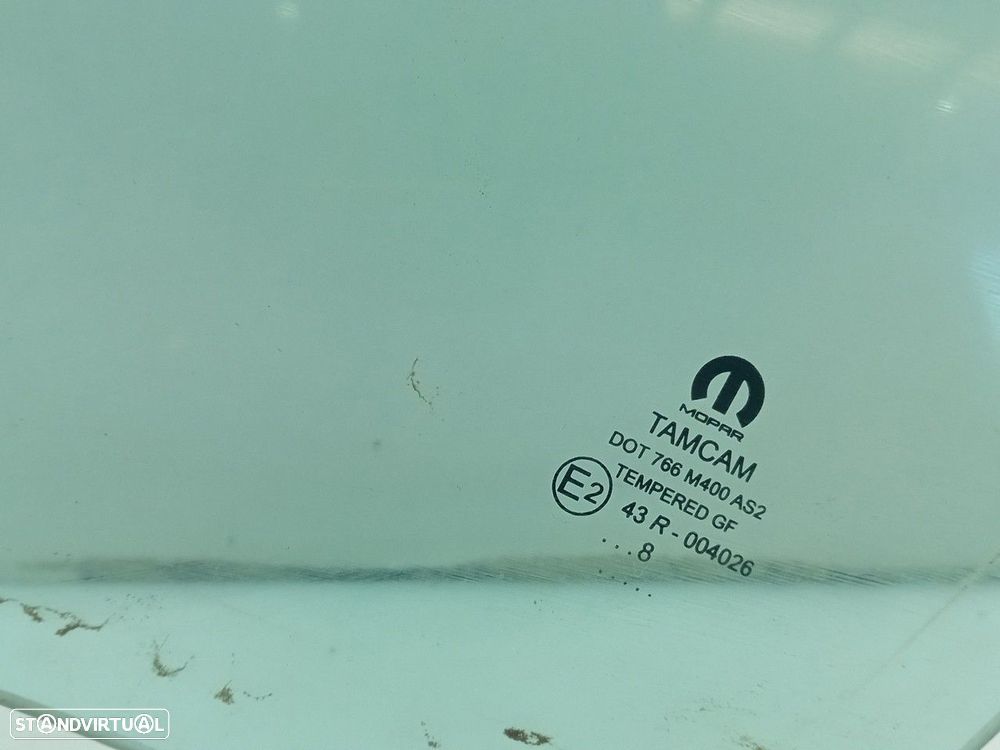 MOPAR
TAMCAM
DOT 766 M400 AS2
TEMPERED GF
E2
43 R - 004026
...8
STANDVIRTUAL